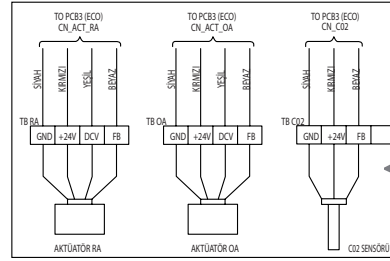 TO PCB3 (ECO)
CN_ACT_RA
SİYAH
KIRMIZI
YEŞİL
BEYAZ
TB RA
GND +24V DCV FB
AKTÜATÖR RA
TO PCB3 (ECO)
CN_ACT_OA
SİYAH
KIRMIZI
YEŞİL
BEYAZ
TB OA
GND +24V DCV FB
AKTÜATÖR OA
TO PCB3 (ECO)
CN_C02
SİYAH
KIRMIZI
BEYAZ
TB C02
GND +24V FB
C02 SENSÖRÜ